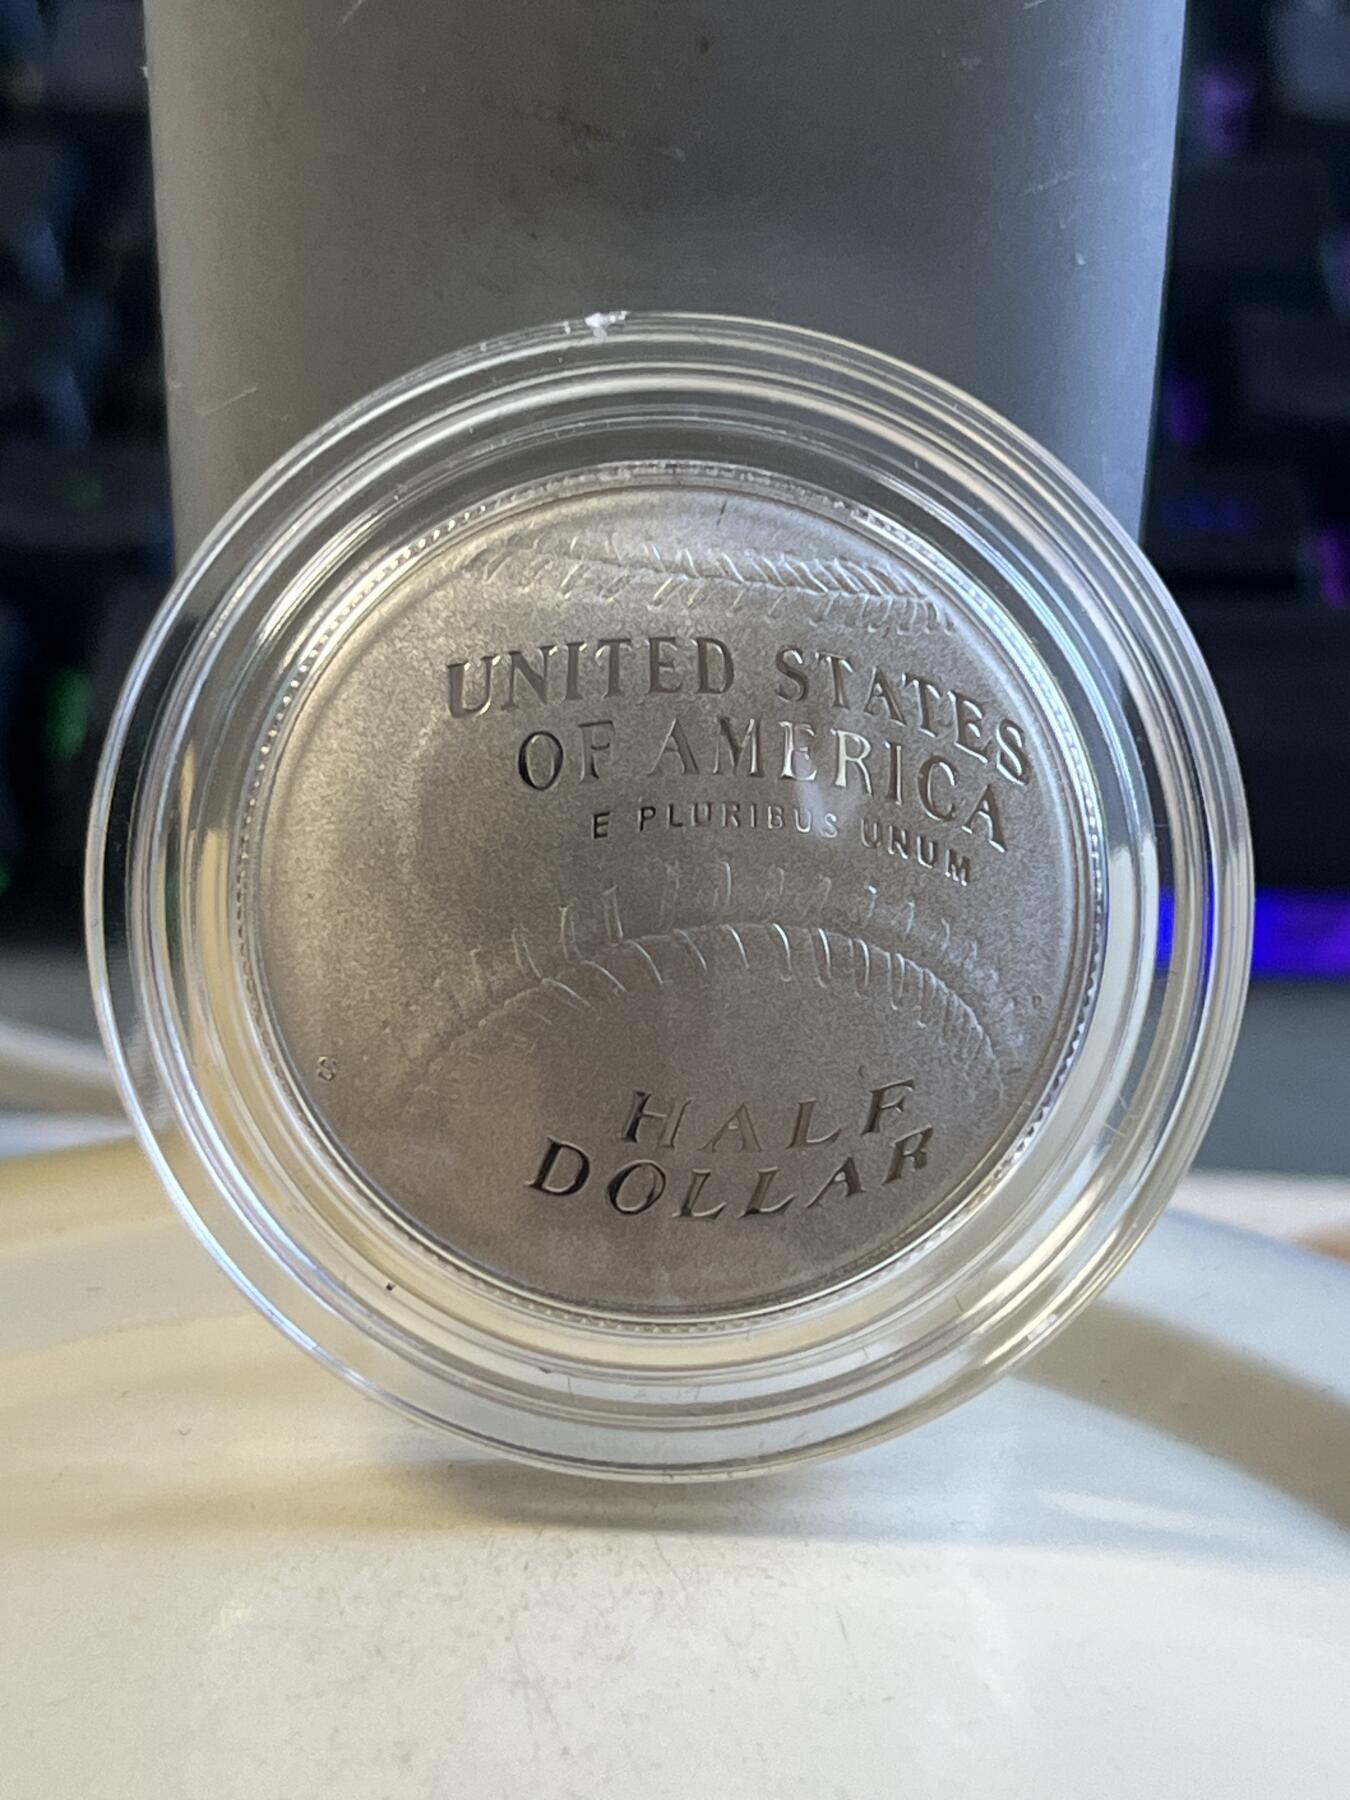 UNITED STATES
OF AMERICA
E PLURIBUS UNUM
S
HALF
DOLLAR